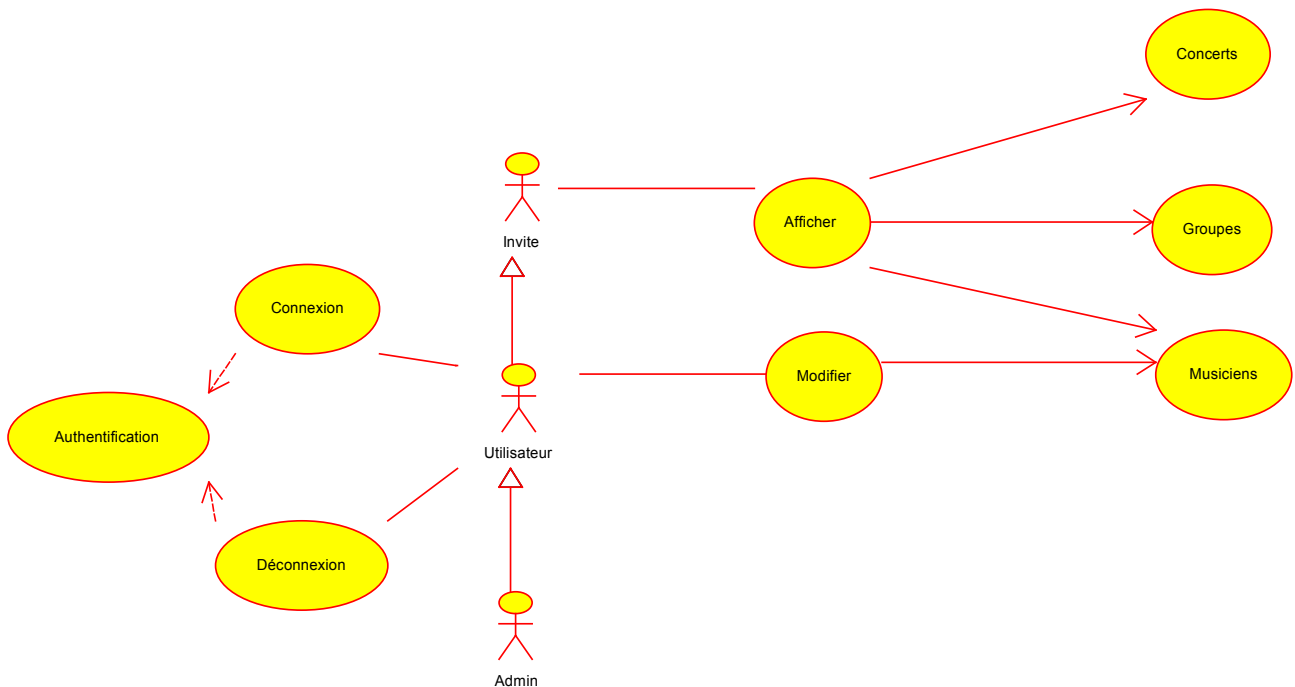 Concerts
Invite
Afficher
Groupes
Connexion
Modifier
Musiciens
Authentification
Utilisateur
Déconnexion
Admin